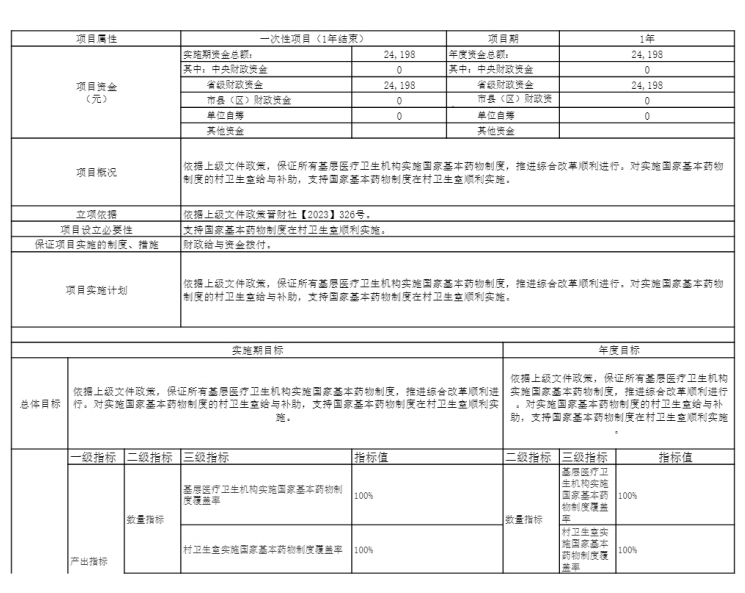 项目属性 一次性项目（1年结束） 项目期 1年
实施期资金总额： 24,198 年度资金总额： 24,198
其中：中央财政资金 0 其中：中央财政资金 0
项目资金
（元）
省级财政资金 24,198 省级财政资金 24,198
市县（区）财政资金 0 市县（区）财政资 0
单位自筹 0 单位自筹 0
其他资金 其他资金
项目概况
依据上级文件政策，保证所有基层医疗卫生机构实施国家基本药物制度，推进综合改革顺利进行。对实施国家基本药物
制度的村卫生室给与补助，支持国家基本药物制度在村卫生室顺利实施。
立项依据 依据上级文件政策晋财社【2023】326号。
项目设立必要性 支持国家基本药物制度在村卫生室顺利实施。
保证项目实施的制度、措施 财政给与资金拨付。
项目实施计划
依据上级文件政策，保证所有基层医疗卫生机构实施国家基本药物制度，推进综合改革顺利进行。对实施国家基本药物
制度的村卫生室给与补助，支持国家基本药物制度在村卫生室顺利实施。
实施期目标 年度目标
总体目标
依据上级文件政策，保证所有基层医疗卫生机构实施国家基本药物制度，推进综合改革顺利进
行。对实施国家基本药物制度的村卫生室给与补助，支持国家基本药物制度在村卫生室顺利实
施。
依据上级文件政策，保证所有基层医疗卫生机构
实施国家基本药物制度，推进综合改革顺利进行
。对实施国家基本药物制度的村卫生室给与补
助，支持国家基本药物制度在村卫生室顺利实施
。
一级指标 二级指标 三级指标 指标值 二级指标 三级指标 指标值
产出指标
数量指标
基层医疗卫生机构实施国家基本药物制
度覆盖率
100%
数量指标
基层医疗卫
生机构实施
国家基本药
物制度覆盖
率
100%
村卫生室实施国家基本药物制度覆盖率 100%
村卫生室实
施国家基本
药物制度覆
盖率
100%